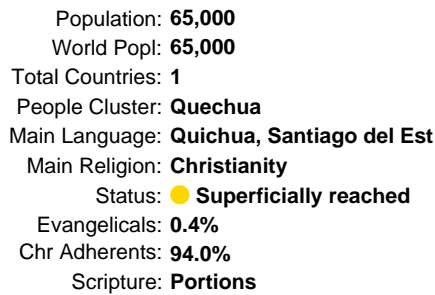 Population: 65,000
World Popl: 65,000
Total Countries: 1
People Cluster: Quechua
Main Language: Quichua, Santiago del Est
Main Religion: Christianity
Status: Superficially reached
Evangelicals: 0.4%
Chr Adherents: 94.0%
Scripture: Portions